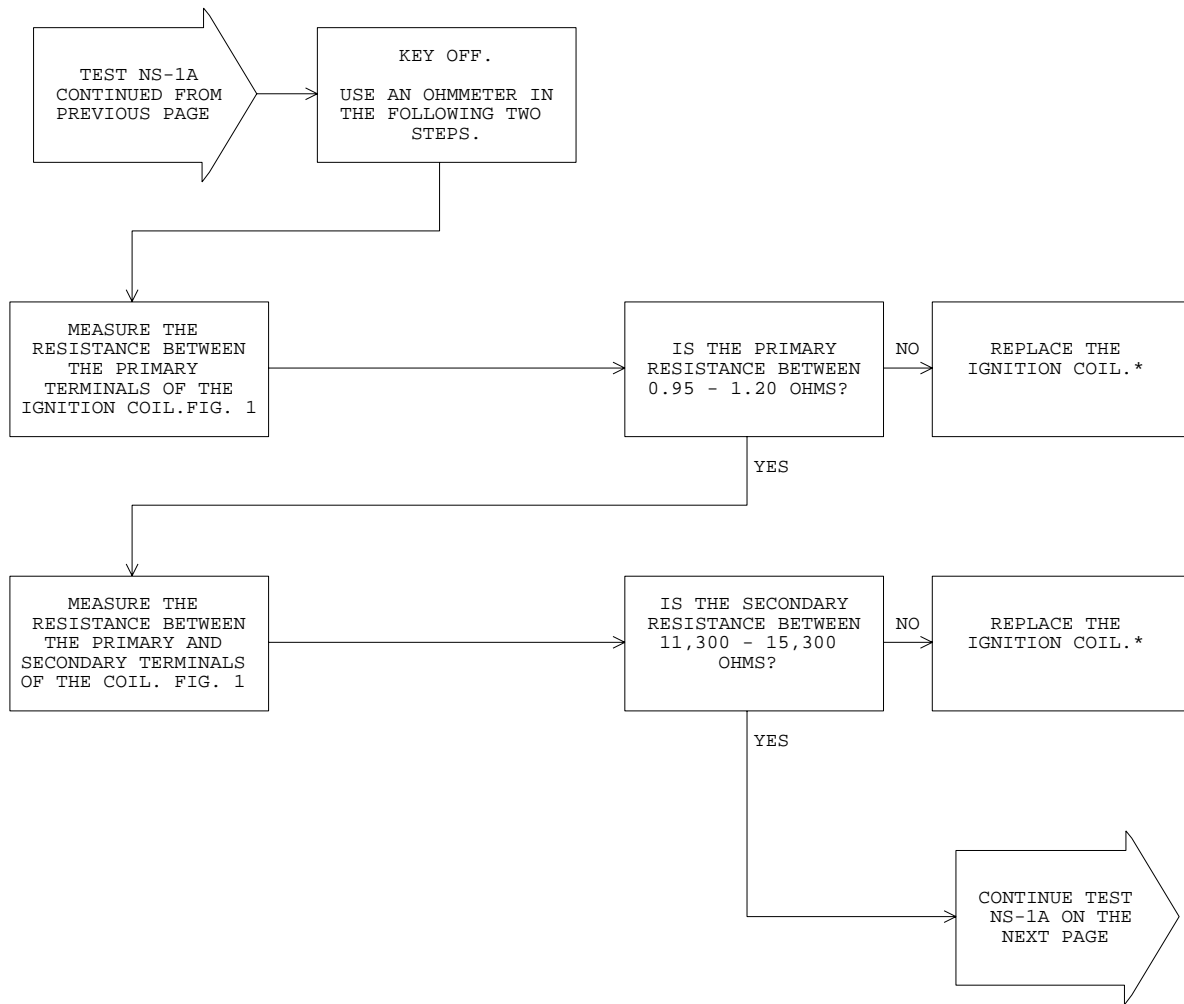 TEST NS-1A
CONTINUED FROM
PREVIOUS PAGE
KEY OFF.
USE AN OHMMETER IN
THE FOLLOWING TWO
STEPS.
MEASURE THE
RESISTANCE BETWEEN
THE PRIMARY
TERMINALS OF THE
IGNITION COIL.FIG. 1
IS THE PRIMARY
RESISTANCE BETWEEN
0.95 - 1.20 OHMS?
NO
REPLACE THE
IGNITION COIL.*
YES
MEASURE THE
RESISTANCE BETWEEN
THE PRIMARY AND
SECONDARY TERMINALS
OF THE COIL. FIG. 1
IS THE SECONDARY
RESISTANCE BETWEEN
11,300 - 15,300
OHMS?
NO
REPLACE THE
IGNITION COIL.*
YES
CONTINUE TEST
NS-1A ON THE
NEXT PAGE